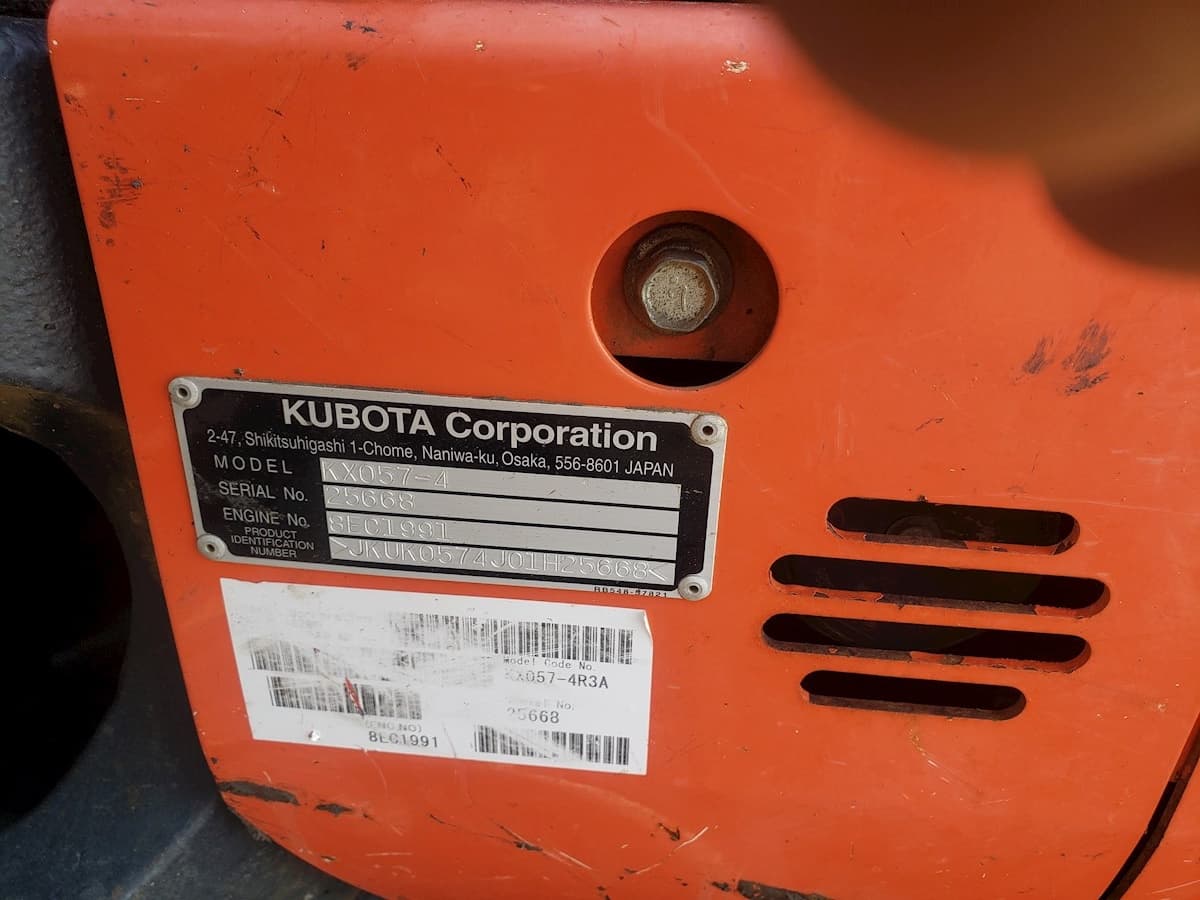 KUBOTA Corporation
2-47, Shikitsuhigashi 1-Chome, Naniwa-ku, Osaka, 556-8601 JAPAN
MODEL KX057-4
SERIAL No. 25668
ENGINE No. 8EC1991
PRODUCT IDENTIFICATION NUMBER >JKUK0574J01H25668<
Model Code No.
KX057-4R3A
No.
25668
(ENG.NO)
8EC1991